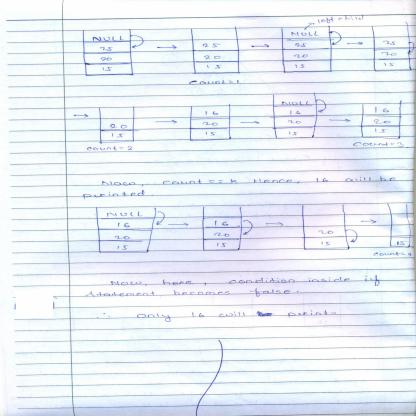 left child
NULL NULL
25 25 25 25
20 20 20 20
15 15 15 15
count=1
NULL
16 16 16
20 20 20 20
15 15 15 15
count=2 count=3
Now, count == k Hence, 16 will be
printed
NULL
16 16
20 20 20
15 15 15 15
count=4
Now, here, condition inside if
statement becomes false.
∴ Only 16 will print.